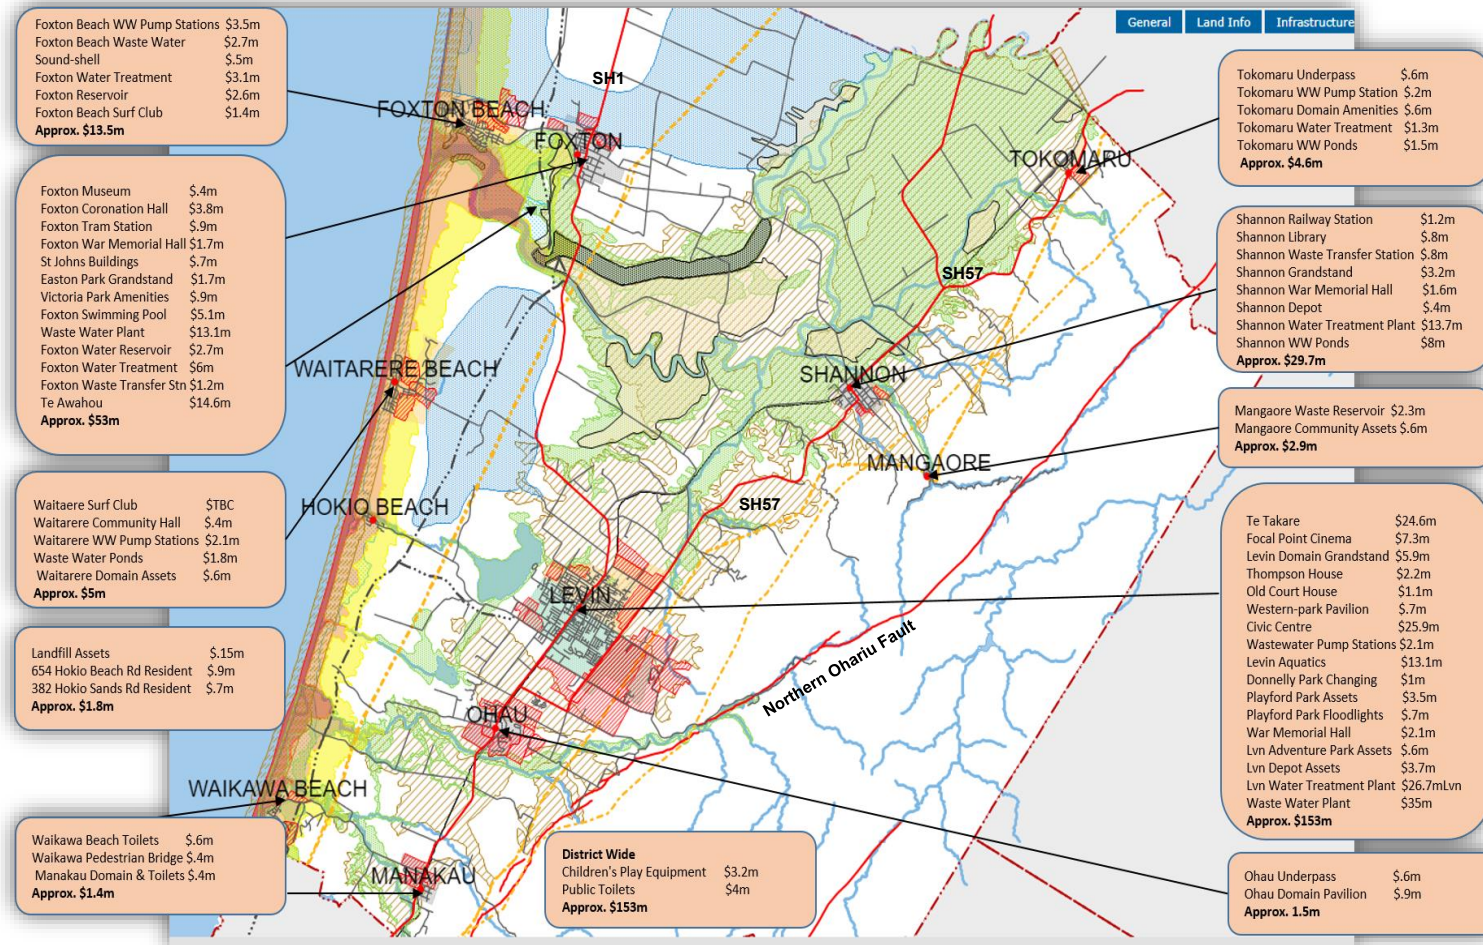 General Land Info Infrastructure
Foxton Beach WW Pump Stations $3.5m
Foxton Beach Waste Water $2.7m
Sound-shell $.5m
Foxton Water Treatment $3.1m
Foxton Reservoir $2.6m
Foxton Beach Surf Club $1.4m
Approx. $13.5m
Foxton Museum $.4m
Foxton Coronation Hall $3.8m
Foxton Tram Station $.9m
Foxton War Memorial Hall $1.7m
St Johns Buildings $.7m
Easton Park Grandstand $1.7m
Victoria Park Amenities $.9m
Foxton Swimming Pool $5.1m
Waste Water Plant $13.1m
Foxton Water Reservoir $2.7m
Foxton Water Treatment $6m
Foxton Waste Transfer Stn $1.2m
Te Awahou $14.6m
Approx. $53m
Waitaere Surf Club $TBC
Waitarere Community Hall $.4m
Waitarere WW Pump Stations $2.1m
Waste Water Ponds $1.8m
Waitarere Domain Assets $.6m
Approx. $5m
Landfill Assets $.15m
654 Hokio Beach Rd Resident $.9m
382 Hokio Sands Rd Resident $.7m
Approx. $1.8m
Waikawa Beach Toilets $.6m
Waikawa Pedestrian Bridge $.4m
Manakau Domain & Toilets $.4m
Approx. $1.4m
SH1
FOXTON BEACH
FOXTON
TOKOMARU
SH57
WAITARERE BEACH
SHANNON
MANGAORE
HOKIO BEACH
SH57
LEVIN
Northern Ohariu Fault
OHAU
WAIKAWA BEACH
MANAKAU
District Wide
Children's Play Equipment $3.2m
Public Toilets $4m
Approx. $153m
Tokomaru Underpass $.6m
Tokomaru WW Pump Station $.2m
Tokomaru Domain Amenities $.6m
Tokomaru Water Treatment $1.3m
Tokomaru WW Ponds $1.5m
Approx. $4.6m
Shannon Railway Station $1.2m
Shannon Library $.8m
Shannon Waste Transfer Station $.8m
Shannon Grandstand $3.2m
Shannon War Memorial Hall $1.6m
Shannon Depot $.4m
Shannon Water Treatment Plant $13.7m
Shannon WW Ponds $8m
Approx. $29.7m
Mangaore Waste Reservoir $2.3m
Mangaore Community Assets $.6m
Approx. $2.9m
Te Takare $24.6m
Focal Point Cinema $7.3m
Levin Domain Grandstand $5.9m
Thompson House $2.2m
Old Court House $1.1m
Western-park Pavilion $.7m
Civic Centre $25.9m
Wastewater Pump Stations $2.1m
Levin Aquatics $13.1m
Donnelly Park Changing $1m
Playford Park Assets $3.5m
Playford Park Floodlights $.7m
War Memorial Hall $2.1m
Lvn Adventure Park Assets $.6m
Lvn Depot Assets $3.7m
Lvn Water Treatment Plant $26.7mLvn
Waste Water Plant $35m
Approx. $153m
Ohau Underpass $.6m
Ohau Domain Pavilion $.9m
Approx. 1.5m